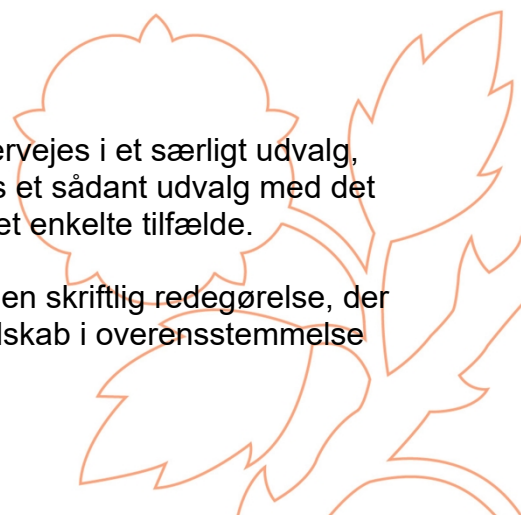 ervejes i et særligt udvalg,
s et sådant udvalg med det
et enkelte tilfælde.
en skriftlig redegørelse, der
lskab i overensstemmelse